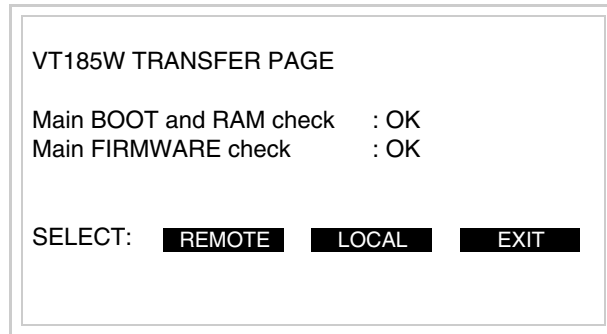 VT185W TRANSFER PAGE
Main BOOT and RAM check : OK
Main FIRMWARE check : OK
SELECT: REMOTE LOCAL EXIT